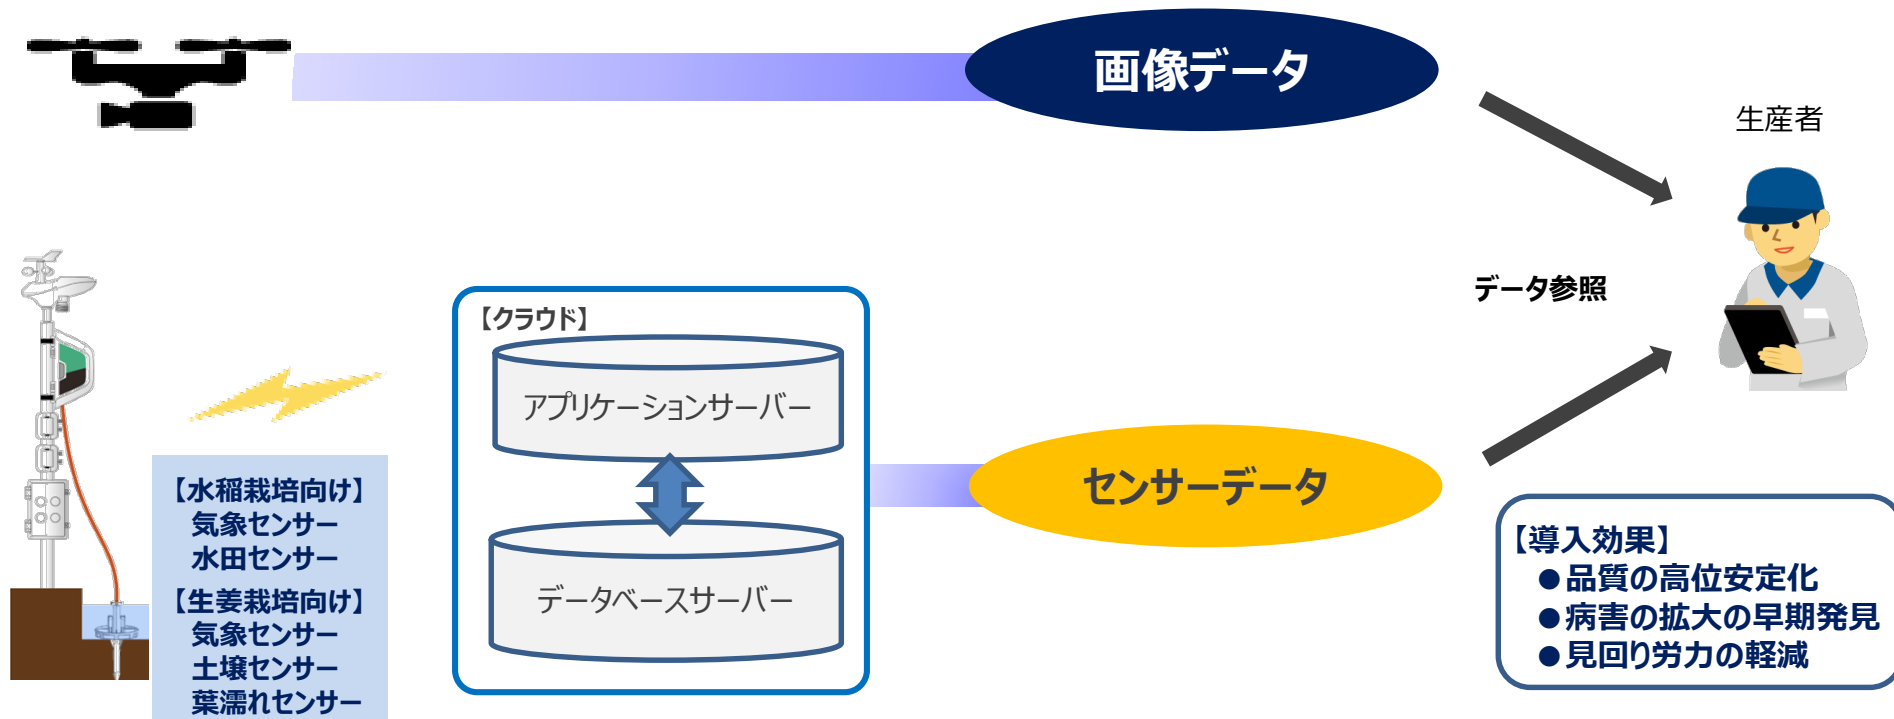 画像データ
生産者
データ参照
【クラウド】
アプリケーションサーバー
データベースサーバー
センサーデータ
【水稲栽培向け】
気象センサー
水田センサー
【生姜栽培向け】
気象センサー
土壌センサー
葉濡れセンサー
【導入効果】
●品質の高位安定化
●病害の拡大の早期発見
●見回り労力の軽減